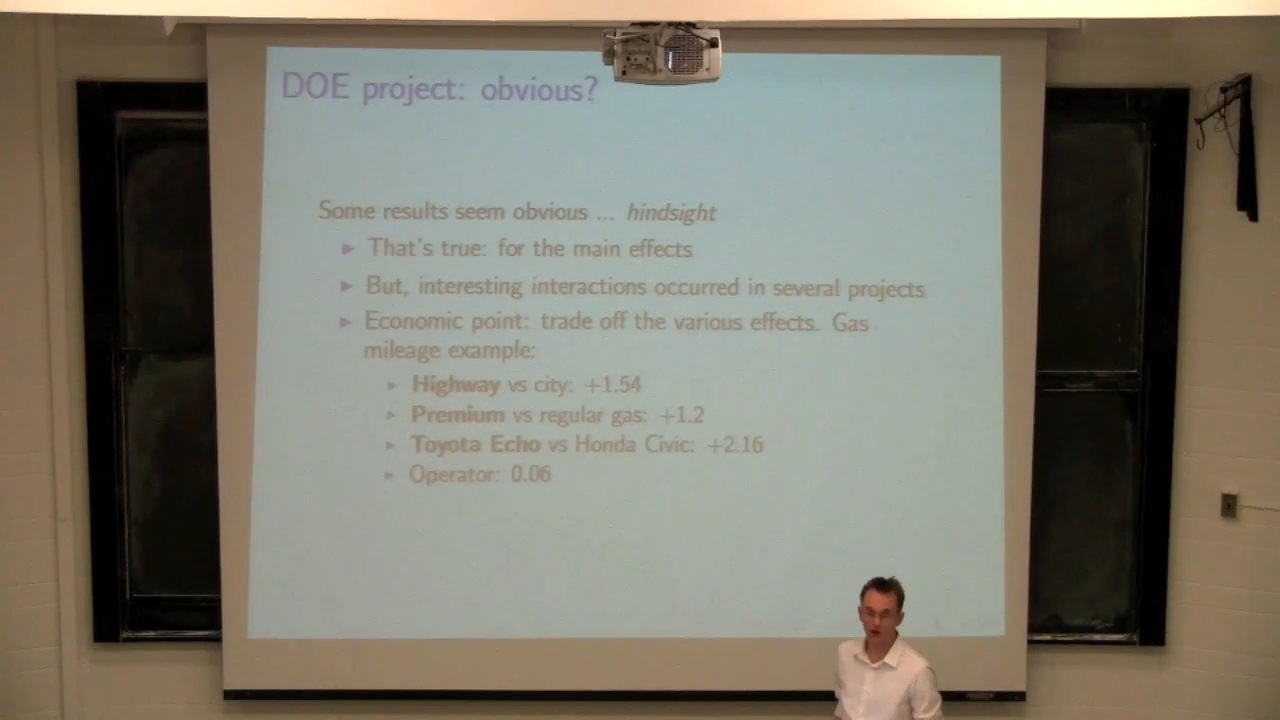 DOE project: obvious?
Some results seem obvious ... hindsight
► That's true: for the main effects
► But, interesting interactions occurred in several projects
► Economic point: trade off the various effects. Gas
mileage example:
► Highway vs city: +1.54
► Premium vs regular gas: +1.2
► Toyota Echo vs Honda Civic: +2.16
► Operator: 0.06